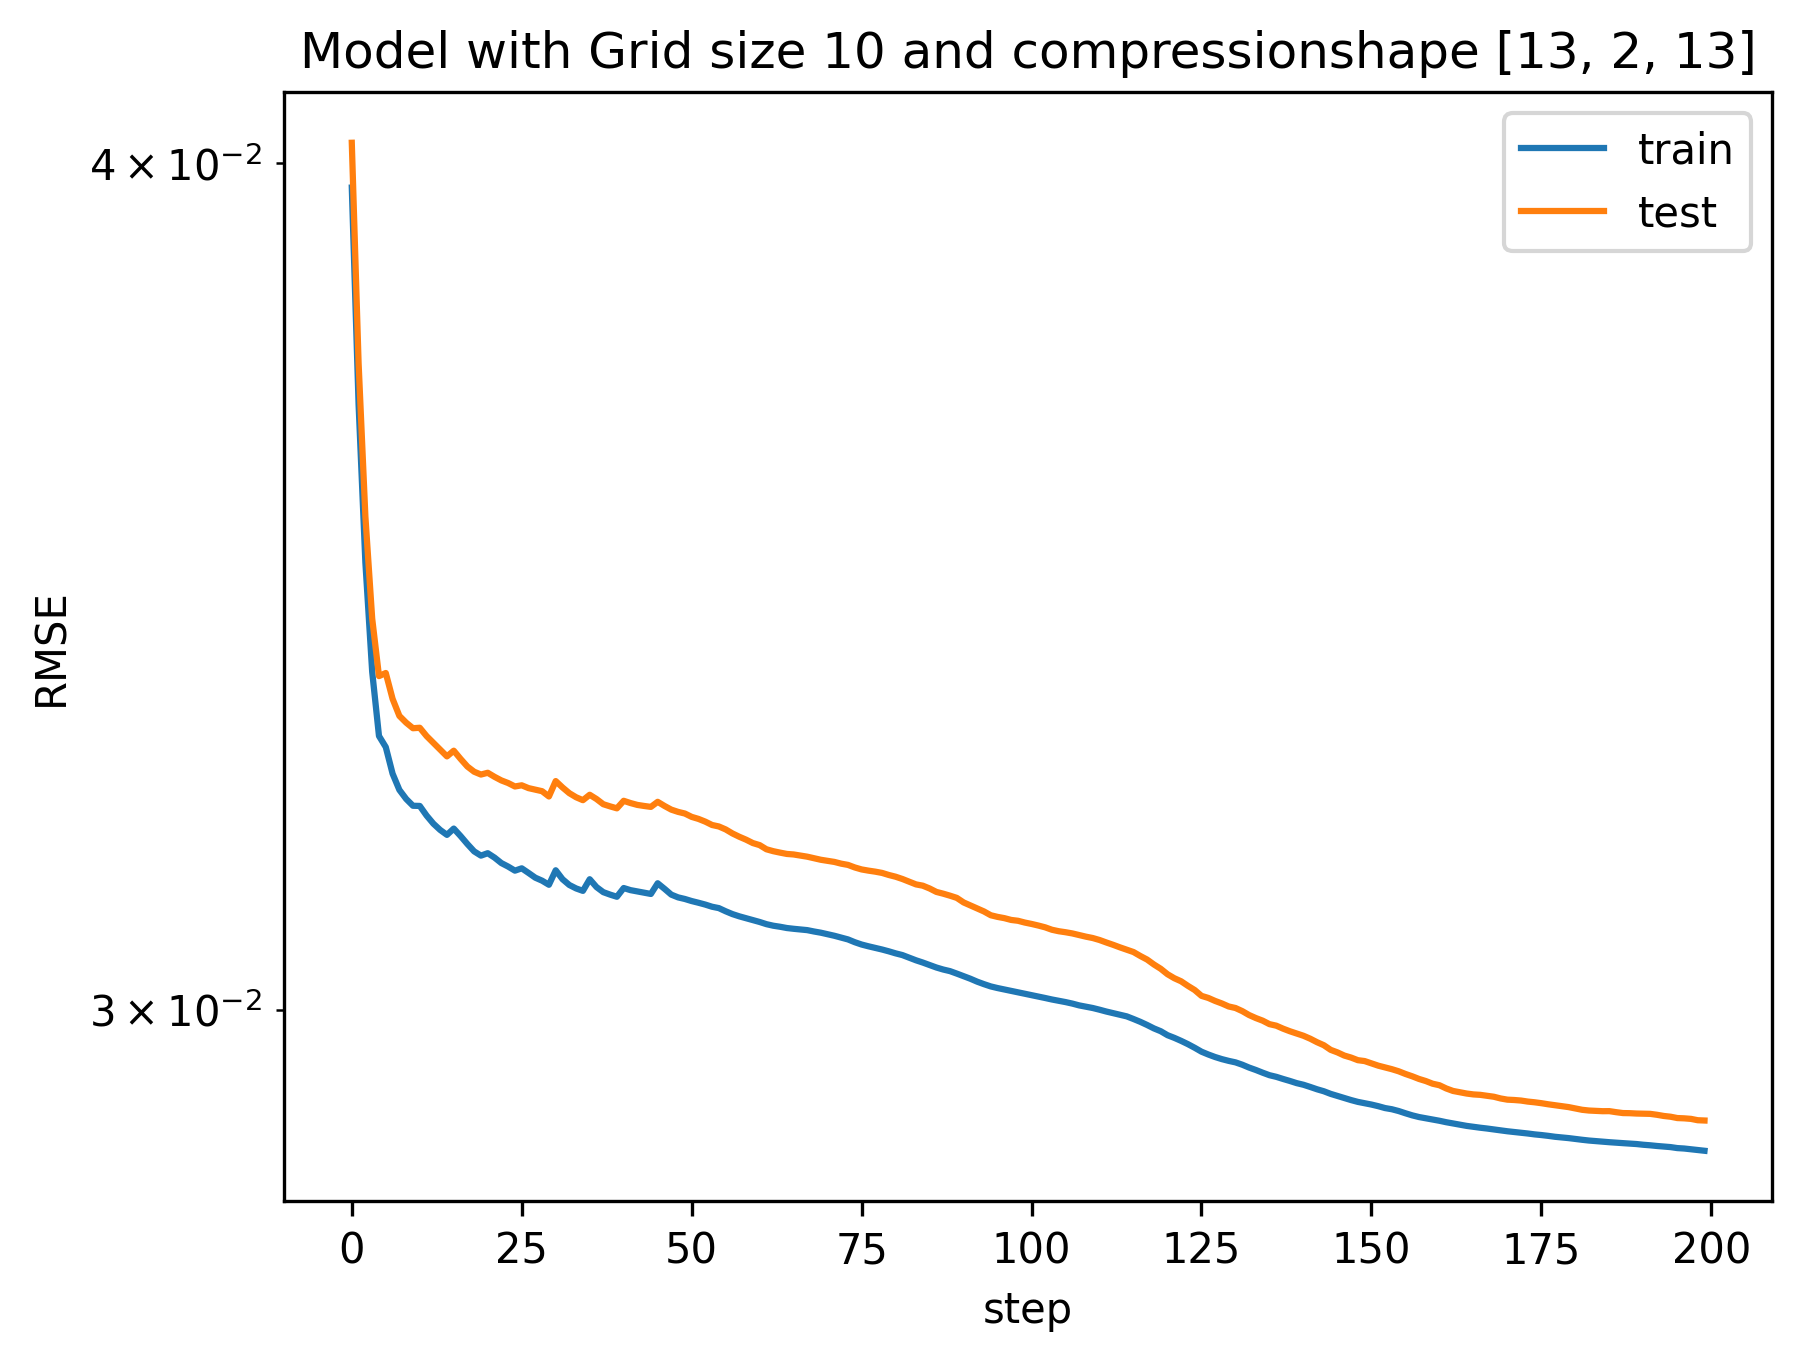 Model with Grid size 10 and compressionshape [13, 2, 13]
train
test
4 × 10⁻²
3 × 10⁻²
RMSE
0 25 50 75 100 125 150 175 200
step